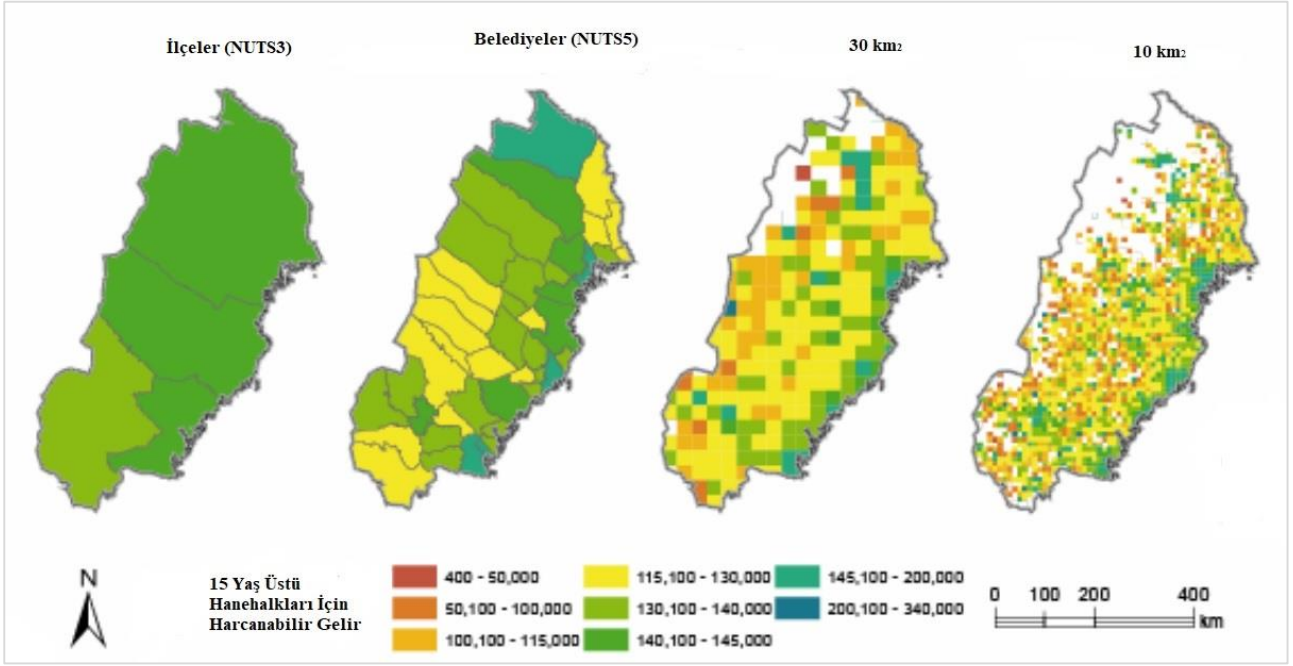 İlçeler (NUTS3)
Belediyeler (NUTS5)
30 km2
10 km2
N
15 Yaş Üstü
Hanehalkları İçin
Harcanabilir Gelir
400 - 50,000
50,100 - 100,000
100,100 - 115,000
115,100 - 130,000
130,100 - 140,000
140,100 - 145,000
145,100 - 200,000
200,100 - 340,000
0 100 200 400
km